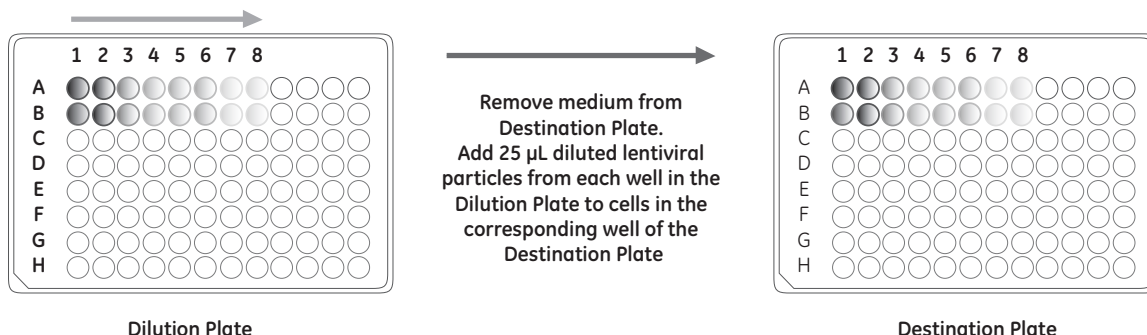 1 2 3 4 5 6 7 8
A
B
C
D
E
F
G
H
Dilution Plate
Remove medium from
Destination Plate.
Add 25 µL diluted lentiviral
particles from each well in the
Dilution Plate to cells in the
corresponding well of the
Destination Plate
1 2 3 4 5 6 7 8
A
B
C
D
E
F
G
H
Destination Plate